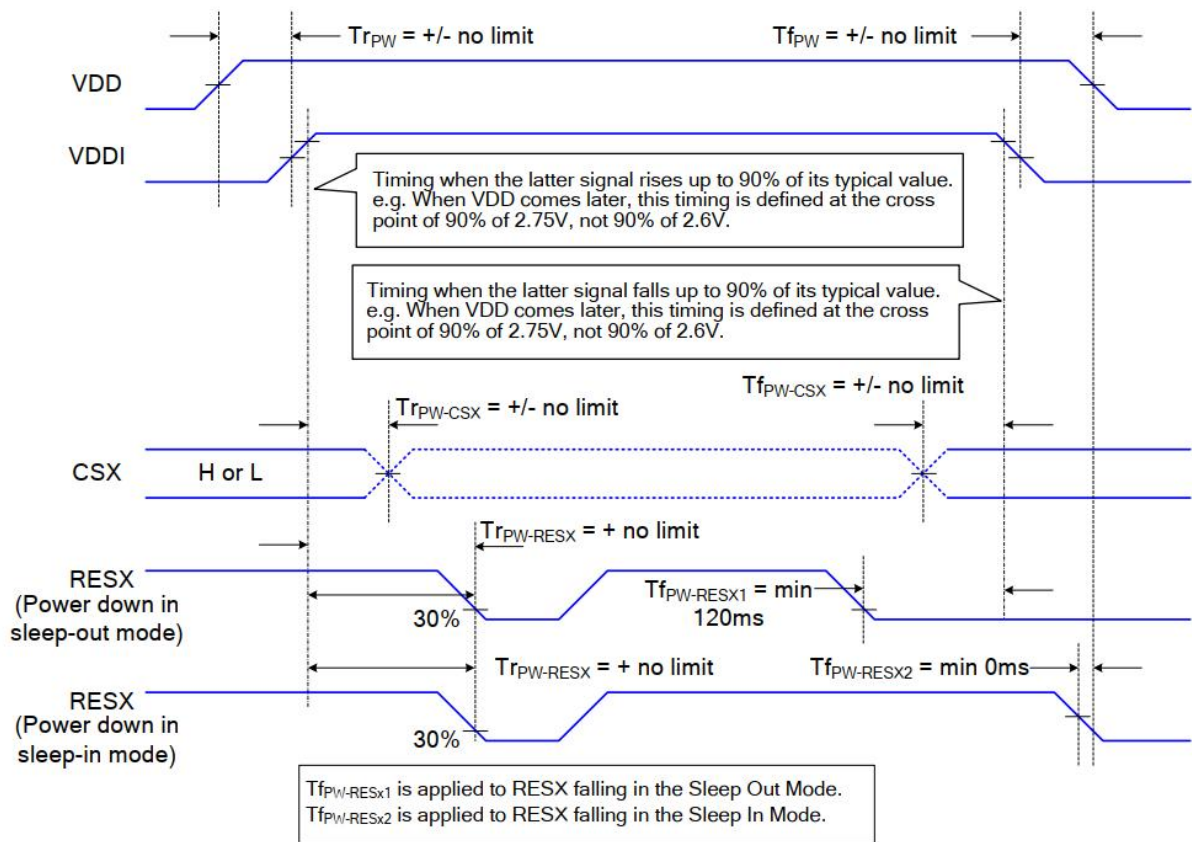 TrPW = +/- no limit
TfPW = +/- no limit
VDD
VDDI
Timing when the latter signal rises up to 90% of its typical value.
e.g. When VDD comes later, this timing is defined at the cross
point of 90% of 2.75V, not 90% of 2.6V.
Timing when the latter signal falls up to 90% of its typical value.
e.g. When VDD comes later, this timing is defined at the cross
point of 90% of 2.75V, not 90% of 2.6V.
TfPW-CSX = +/- no limit
TrPW-CSX = +/- no limit
CSX
H or L
TrPW-RESX = + no limit
RESX
(Power down in
sleep-out mode)
30%
TfPW-RESX1 = min
120ms
TrPW-RESX = + no limit
TfPW-RESX2 = min 0ms
RESX
(Power down in
sleep-in mode)
30%
TfPW-RESx1 is applied to RESX falling in the Sleep Out Mode.
TfPW-RESx2 is applied to RESX falling in the Sleep In Mode.